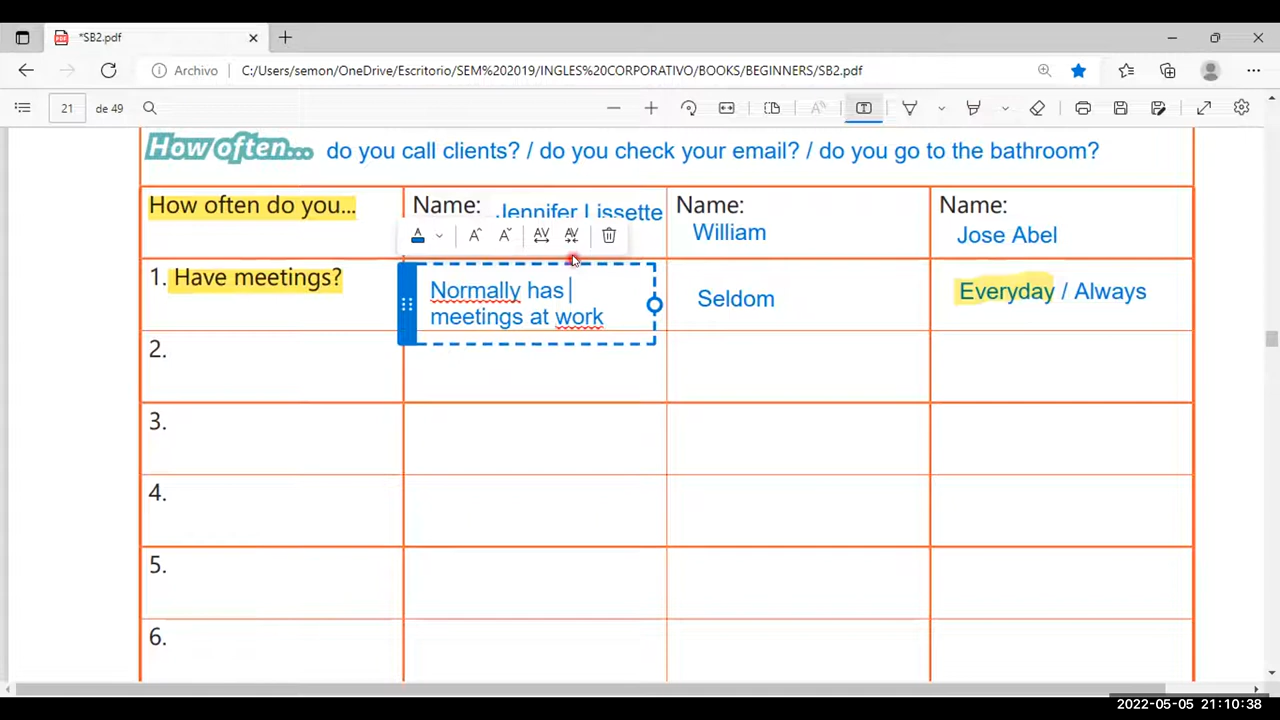 *SB2.pdf
Archivo C:/Users/semon/OneDrive/Escritorio/SEM%202019/INGLES%20CORPORATIVO/BOOKS/BEGINNERS/SB2.pdf
21 de 49
How often... do you call clients? / do you check your email? / do you go to the bathroom?
How often do you... Name: Jennifer Lissette Name: William Name: Jose Abel
1. Have meetings? Normally has meetings at work Seldom Everyday / Always
2.
3.
4.
5.
6.
2022-05-05 21:10:38